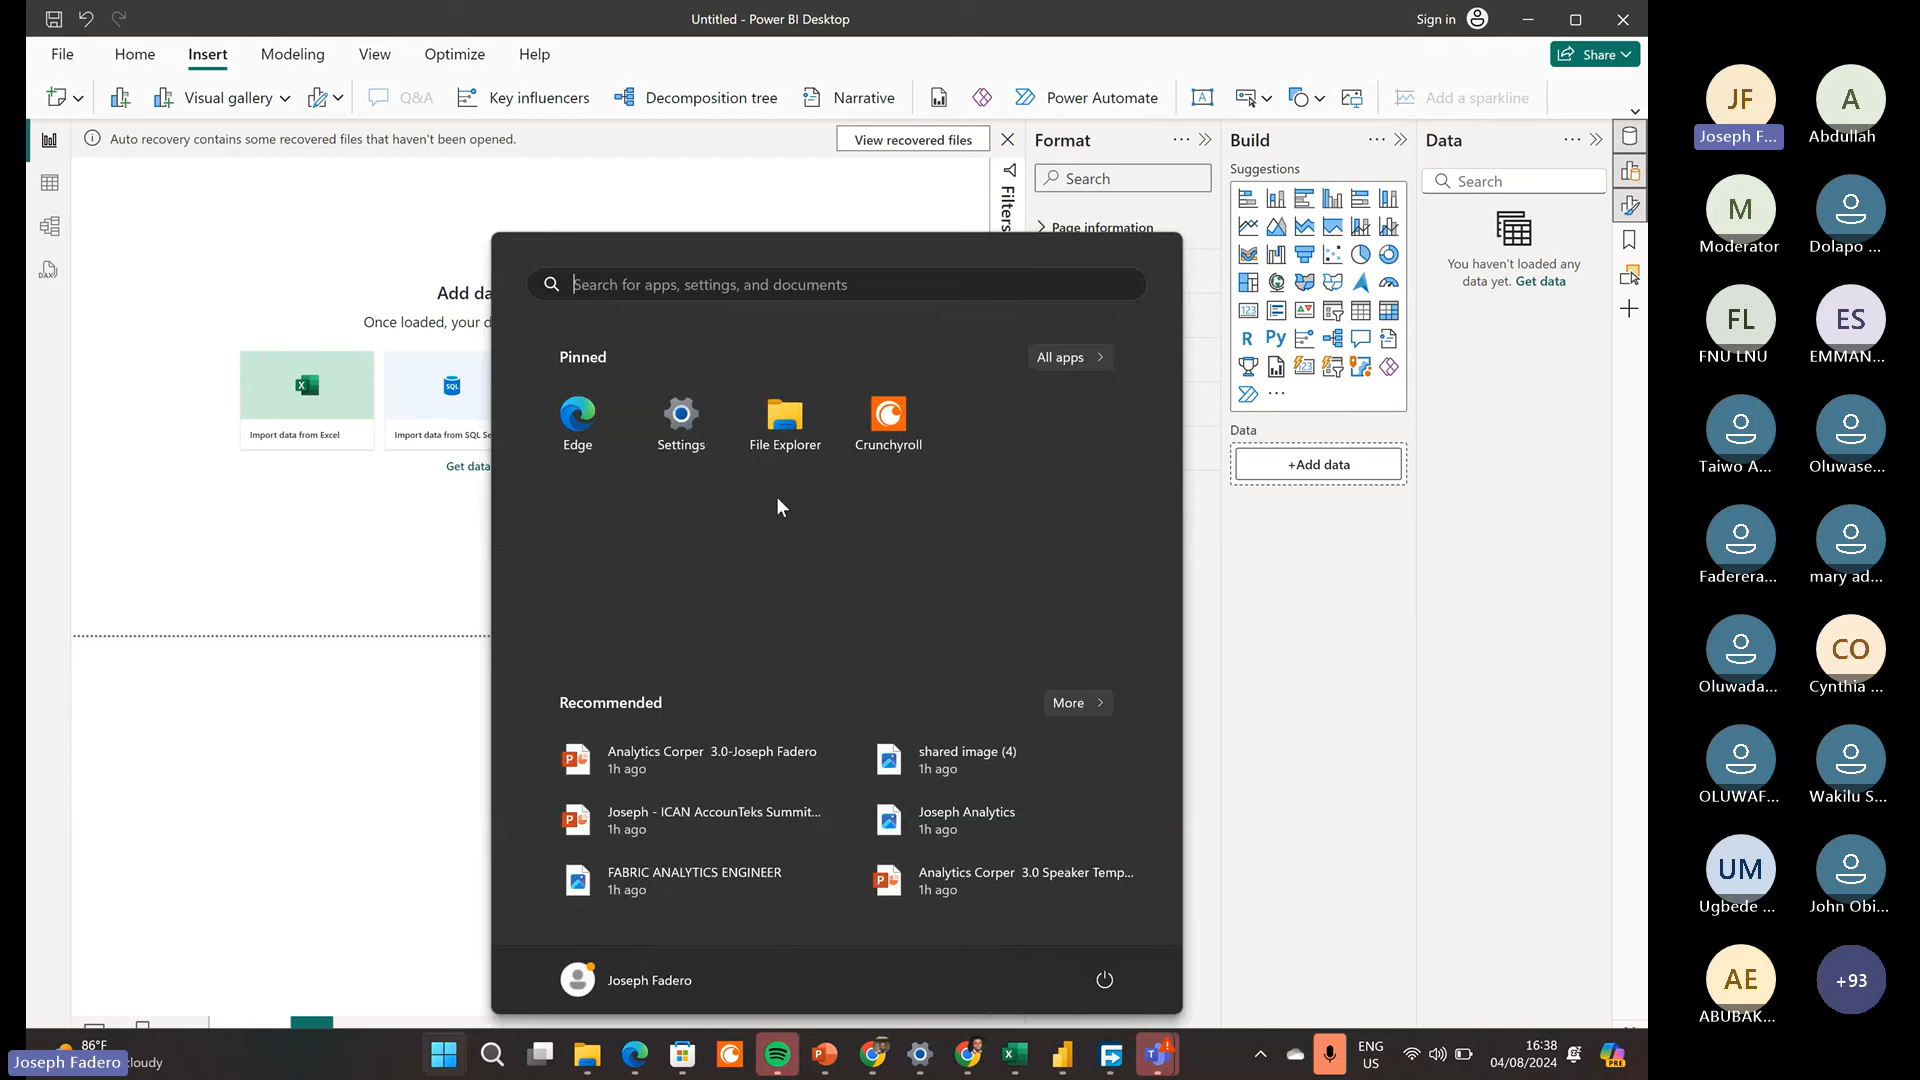 Untitled - Power BI Desktop
Sign in
File
Home
Insert
Modeling
View
Optimize
Help
Share
Visual gallery
Q&A
Key influencers
Decomposition tree
Narrative
Power Automate
Add a sparkline
Auto recovery contains some recovered files that haven't been opened.
View recovered files
Format
Build
Data
Search
Suggestions
Search
Filters
Page information
You haven't loaded any
data yet. Get data
R
Py
Data
+Add data
Add da
Once loaded, your d
Import data from Excel
SQL
Import data from SQL Se
Get data
Search for apps, settings, and documents
Pinned
All apps
Edge
Settings
File Explorer
Crunchyroll
Recommended
More
Analytics Corper 3.0-Joseph Fadero
1h ago
shared image (4)
1h ago
Joseph - ICAN AccounTeks Summit...
1h ago
Joseph Analytics
1h ago
FABRIC ANALYTICS ENGINEER
1h ago
Analytics Corper 3.0 Speaker Temp...
1h ago
Joseph Fadero
86°F
cloudy
Joseph Fadero
ENG
US
16:38
04/08/2024
PRE
JF
Joseph F...
A
Abdullah
M
Moderator
Dolapo ...
FL
FNU LNU
ES
EMMAN...
Taiwo A...
Oluwase...
Faderera...
mary ad...
Oluwada...
CO
Cynthia ...
OLUWAF...
Wakilu S...
UM
Ugbede ...
John Obi...
AE
ABUBAK...
+93